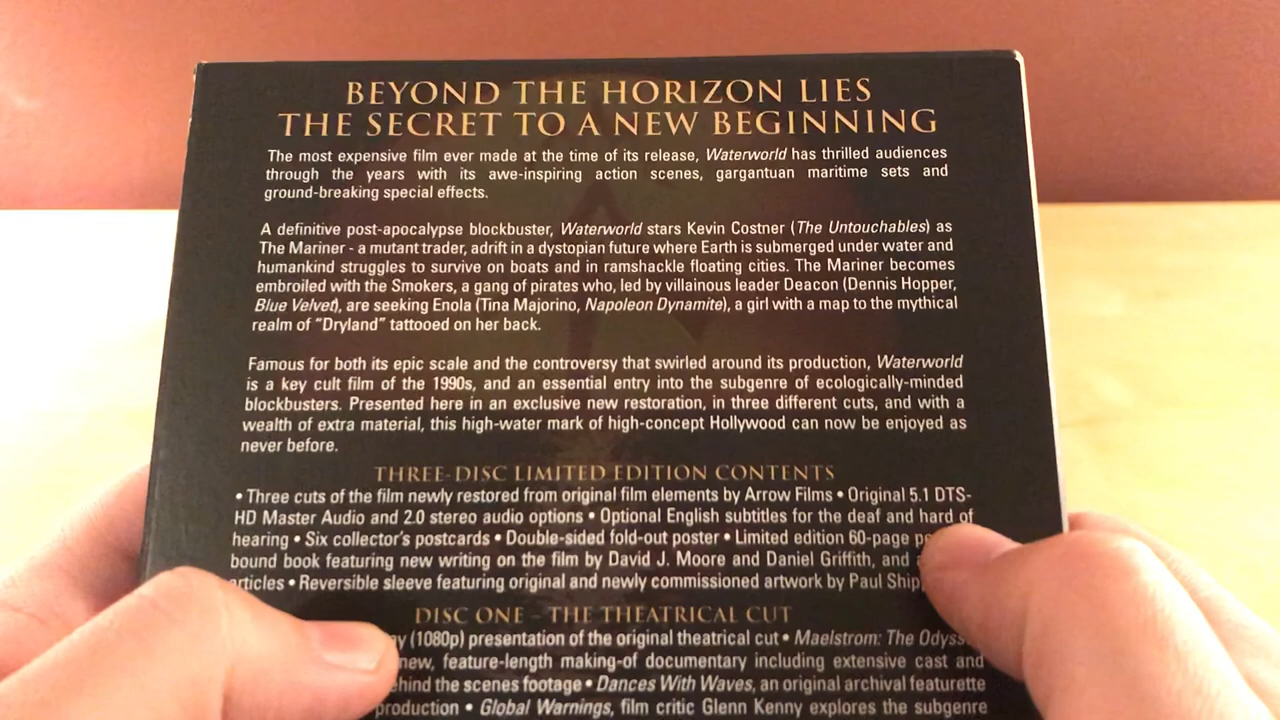 BEYOND THE HORIZON LIES
THE SECRET TO A NEW BEGINNING
The most expensive film ever made at the time of its release, Waterworld has thrilled audiences
through the years with its awe-inspiring action scenes, gargantuan maritime sets and
ground-breaking special effects.
A definitive post-apocalypse blockbuster, Waterworld stars Kevin Costner (The Untouchables) as
The Mariner - a mutant trader, adrift in a dystopian future where Earth is submerged under water and
humankind struggles to survive on boats and in ramshackle floating cities. The Mariner becomes
embroiled with the Smokers, a gang of pirates who, led by villainous leader Deacon (Dennis Hopper,
Blue Velvet), are seeking Enola (Tina Majorino, Napoleon Dynamite), a girl with a map to the mythical
realm of "Dryland" tattooed on her back.
Famous for both its epic scale and the controversy that swirled around its production, Waterworld
is a key cult film of the 1990s, and an essential entry into the subgenre of ecologically-minded
blockbusters. Presented here in an exclusive new restoration, in three different cuts, and with a
wealth of extra material, this high-water mark of high-concept Hollywood can now be enjoyed as
never before.
THREE-DISC LIMITED EDITION CONTENTS
• Three cuts of the film newly restored from original film elements by Arrow Films • Original 5.1 DTS-
HD Master Audio and 2.0 stereo audio options • Optional English subtitles for the deaf and hard of
hearing • Six collector's postcards • Double-sided fold-out poster • Limited edition 60-page
bound book featuring new writing on the film by David J. Moore and Daniel Griffith, and
articles • Reversible sleeve featuring original and newly commissioned artwork by Paul
DISC ONE – THE THEATRICAL CUT
(1080p) presentation of the original theatrical cut • Maelstrom: The
new, feature-length making-of documentary including extensive cast and
the scenes footage • Dances With Waves, an original archival featurette
production • Global Warnings, film critic Glenn Kenny explores the subgenre